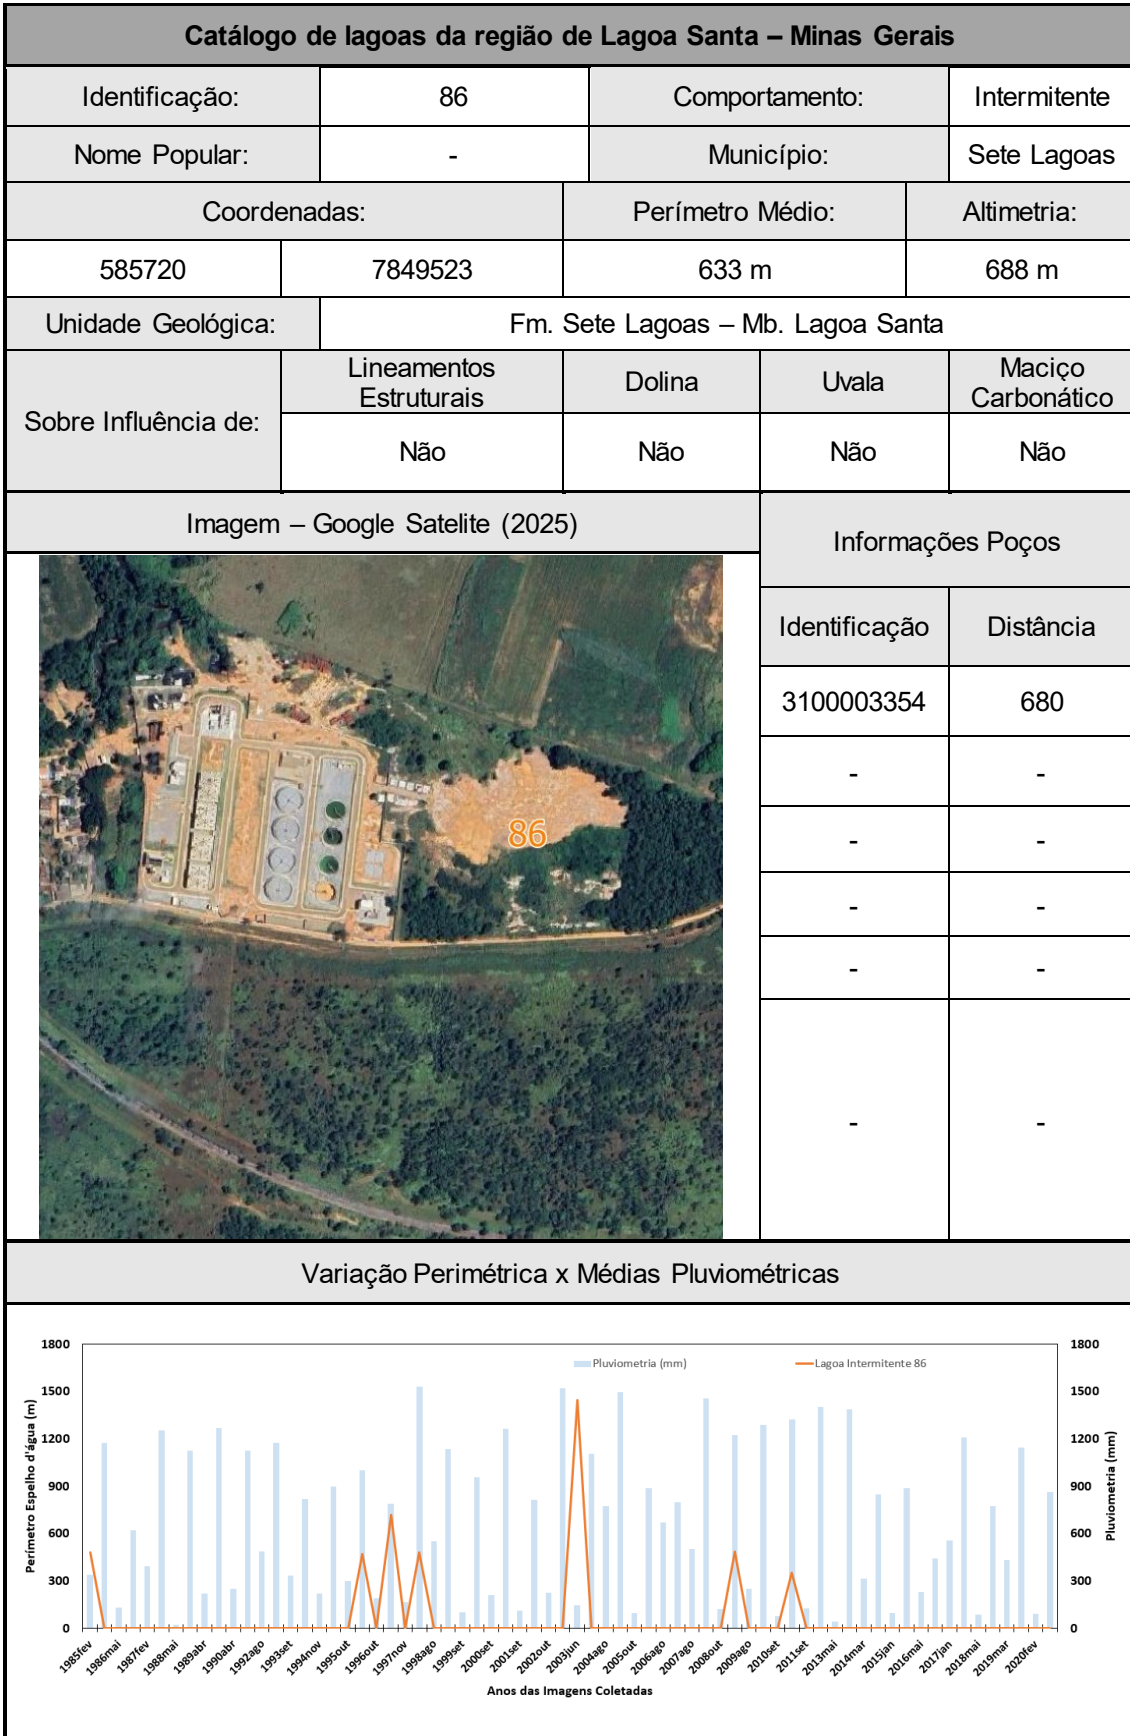 Catálogo de lagoas da região de Lagoa Santa – Minas Gerais
Identificação: 86 Comportamento: Intermitente
Nome Popular: - Município: Sete Lagoas
Coordenadas: Perímetro Médio: Altimetria:
585720 7849523 633 m 688 m
Unidade Geológica: Fm. Sete Lagoas – Mb. Lagoa Santa
Sobre Influência de:
Lineamentos
Estruturais
Dolina
Uvala
Maciço
Carbonático
Não Não Não Não
Imagem – Google Satelite (2025)
Informações Poços
Identificação Distância
3100003354 680
- -
- -
- -
- -
- -
86
Variação Perimétrica x Médias Pluviométricas
Pluviometria (mm) Lagoa Intermitente 86
Perímetro Espelho d'água (m)
1800
1500
1200
900
600
300
0
1800
1500
1200
900
600
300
0
Pluviometria (mm)
1985fev 1986mai 1987fev 1988mai 1989abr 1990abr 1992ago 1993set 1994nov 1995out 1996out 1997nov 1998ago 1999set 2000set 2001set 2002out 2003jun 2004ago 2005out 2006ago 2007ago 2008out 2009ago 2010set 2011set 2013mai 2014mar 2015jan 2016mai 2017jan 2018mai 2019mar 2020fev
Anos das Imagens Coletadas